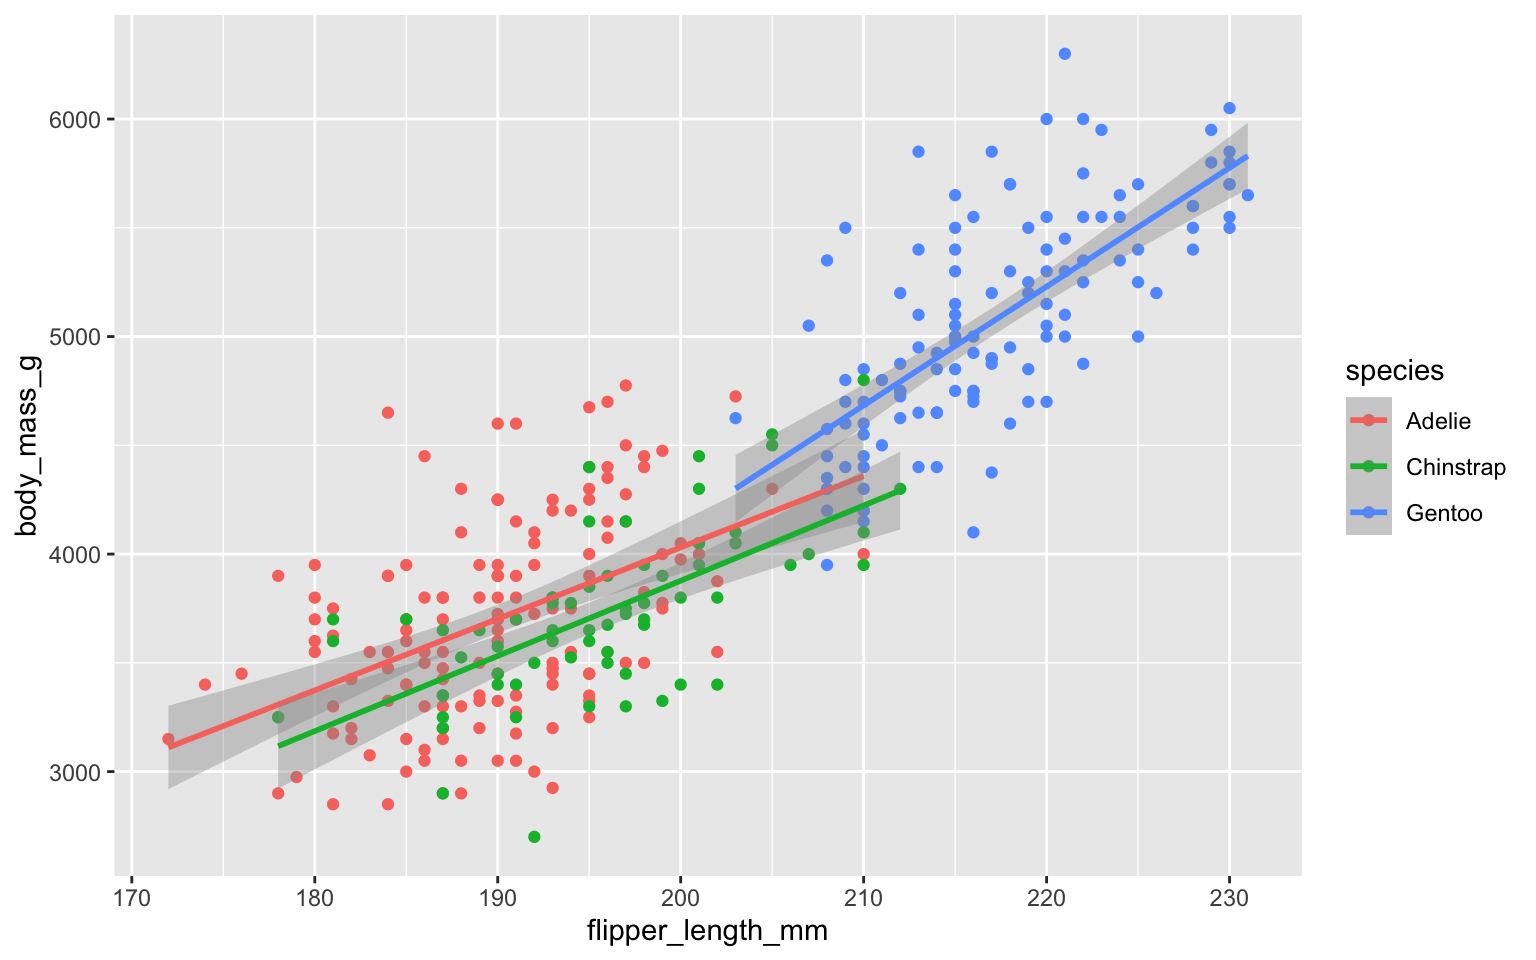 6000
5000
4000
3000
body_mass_g
170 180 190 200 210 220 230
flipper_length_mm
species
Adelie
Chinstrap
Gentoo